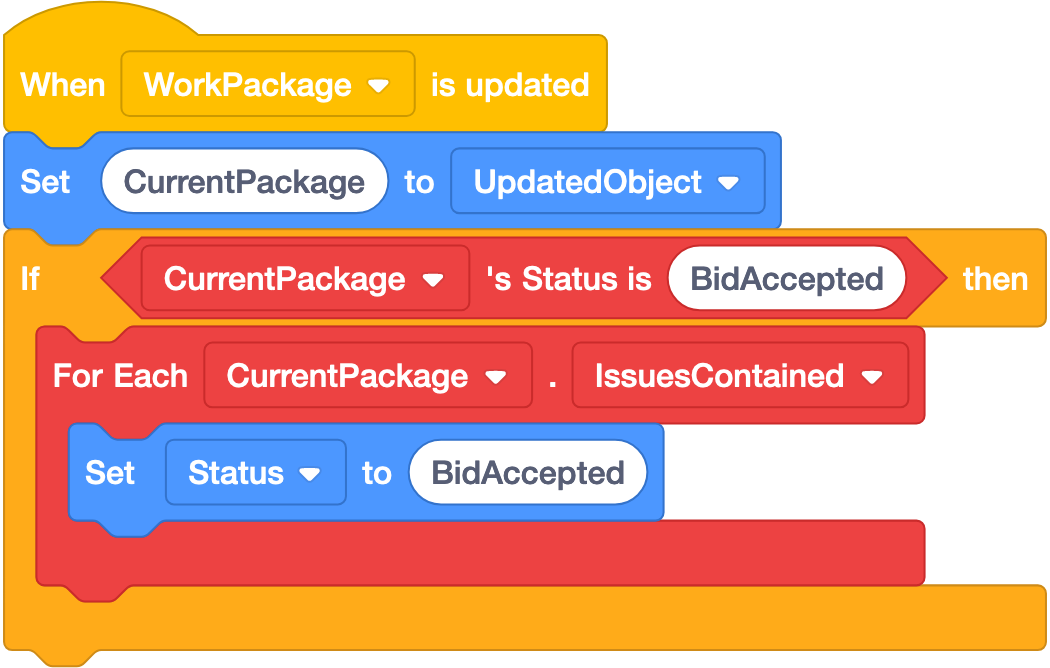 When WorkPackage is updated
Set CurrentPackage to UpdatedObject
If CurrentPackage 's Status is BidAccepted then
For Each CurrentPackage . IssuesContained
Set Status to BidAccepted